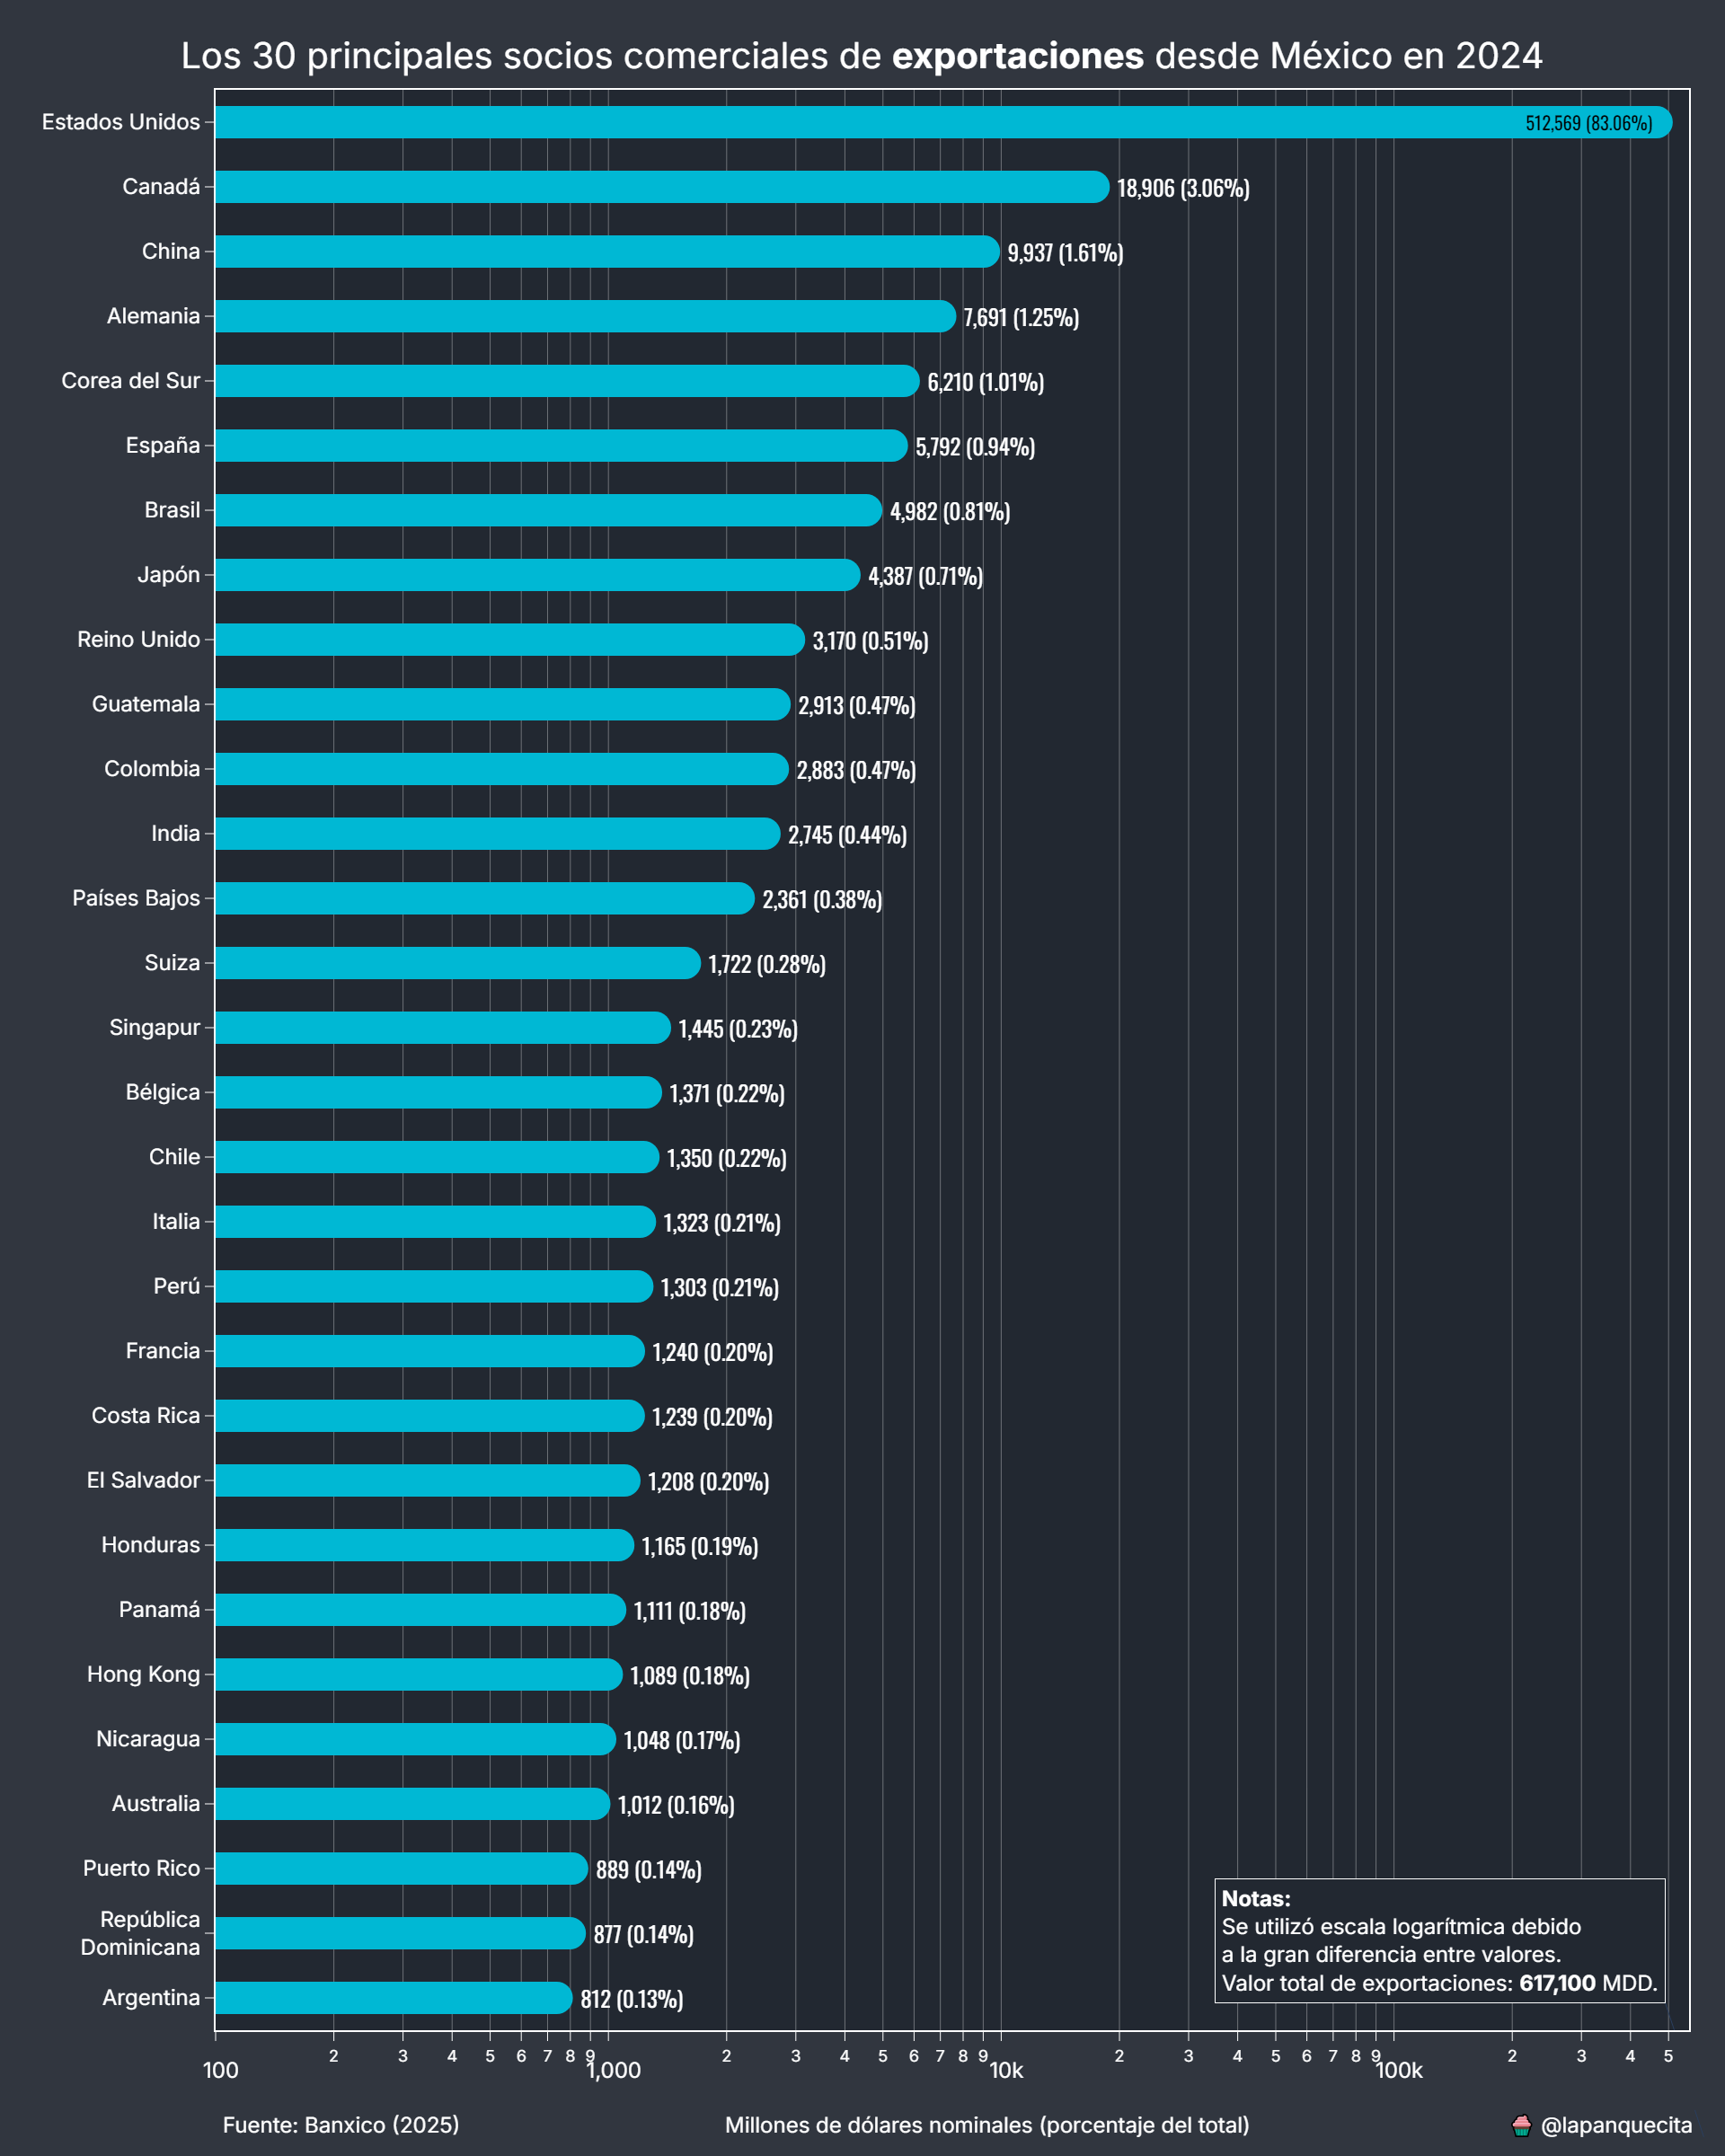 Los 30 principales socios comerciales de exportaciones desde México en 2024
Estados Unidos
512,569 (83.06%)
Canadá
18,906 (3.06%)
China
9,937 (1.61%)
Alemania
7,691 (1.25%)
Corea del Sur
6,210 (1.01%)
España
5,792 (0.94%)
Brasil
4,982 (0.81%)
Japón
4,387 (0.71%)
Reino Unido
3,170 (0.51%)
Guatemala
2,913 (0.47%)
Colombia
2,883 (0.47%)
India
2,745 (0.44%)
Países Bajos
2,361 (0.38%)
Suiza
1,722 (0.28%)
Singapur
1,445 (0.23%)
Bélgica
1,371 (0.22%)
Chile
1,350 (0.22%)
Italia
1,323 (0.21%)
Perú
1,303 (0.21%)
Francia
1,240 (0.20%)
Costa Rica
1,239 (0.20%)
El Salvador
1,208 (0.20%)
Honduras
1,165 (0.19%)
Panamá
1,111 (0.18%)
Hong Kong
1,089 (0.18%)
Nicaragua
1,048 (0.17%)
Australia
1,012 (0.16%)
Puerto Rico
889 (0.14%)
República
Dominicana
877 (0.14%)
Argentina
812 (0.13%)
Notas:
Se utilizó escala logarítmica debido
a la gran diferencia entre valores.
Valor total de exportaciones: 617,100 MDD.
100 2 3 4 5 6 7 8 9 1,000 2 3 4 5 6 7 8 9 10k 2 3 4 5 6 7 8 9 100k 2 3 4 5
Fuente: Banxico (2025)
Millones de dólares nominales (porcentaje del total)
@lapanquecita